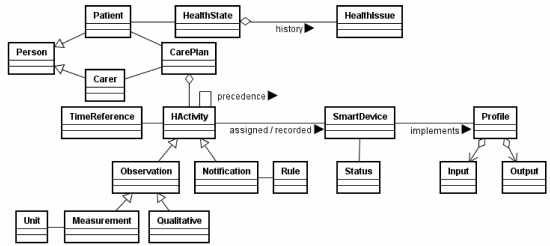 Patient
HealthState
HealthIssue
history
Person
CarePlan
Carer
precedence
TimeReference
HActivity
SmartDevice
Profile
assigned / recorded
implements
Observation
Notification
Rule
Status
Input
Output
Unit
Measurement
Qualitative